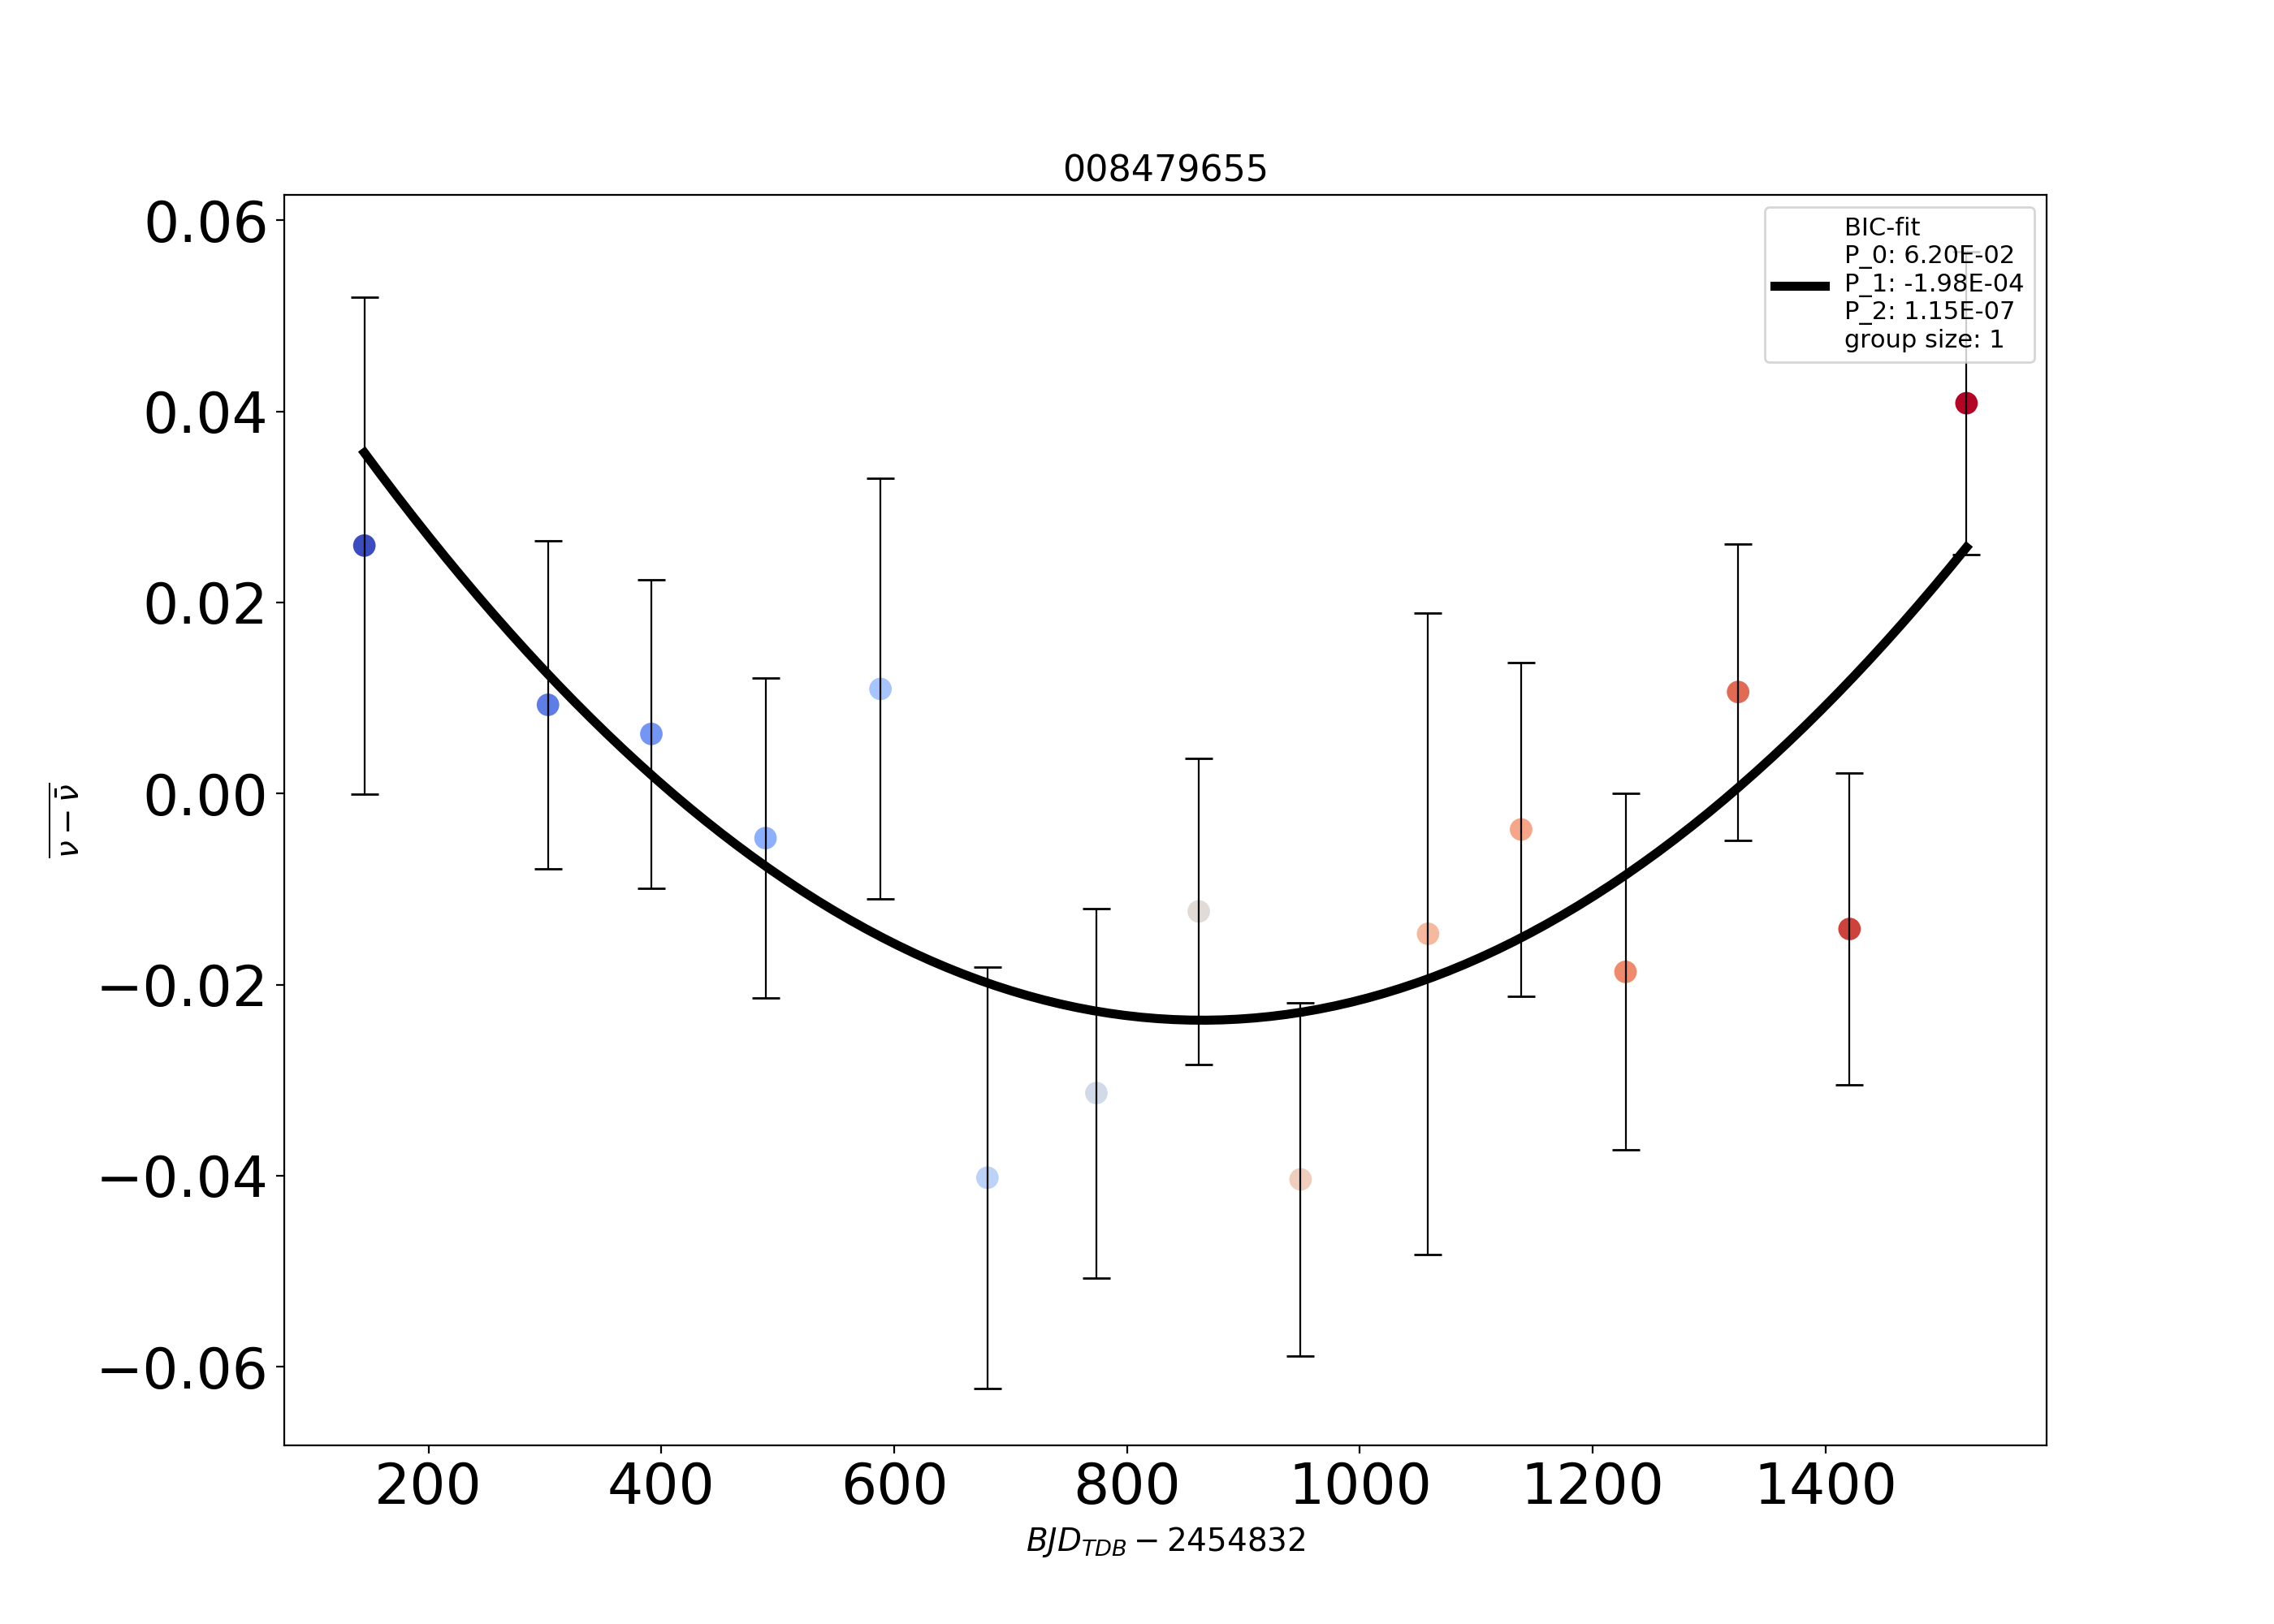 008479655
0.06
0.04
0.02
0.00
−0.02
−0.04
−0.06
ν − ν̄
BIC-fit
P_0: 6.20E-02
P_1: -1.98E-04
P_2: 1.15E-07
group size: 1
200 400 600 800 1000 1200 1400
BJD_TDB − 2454832